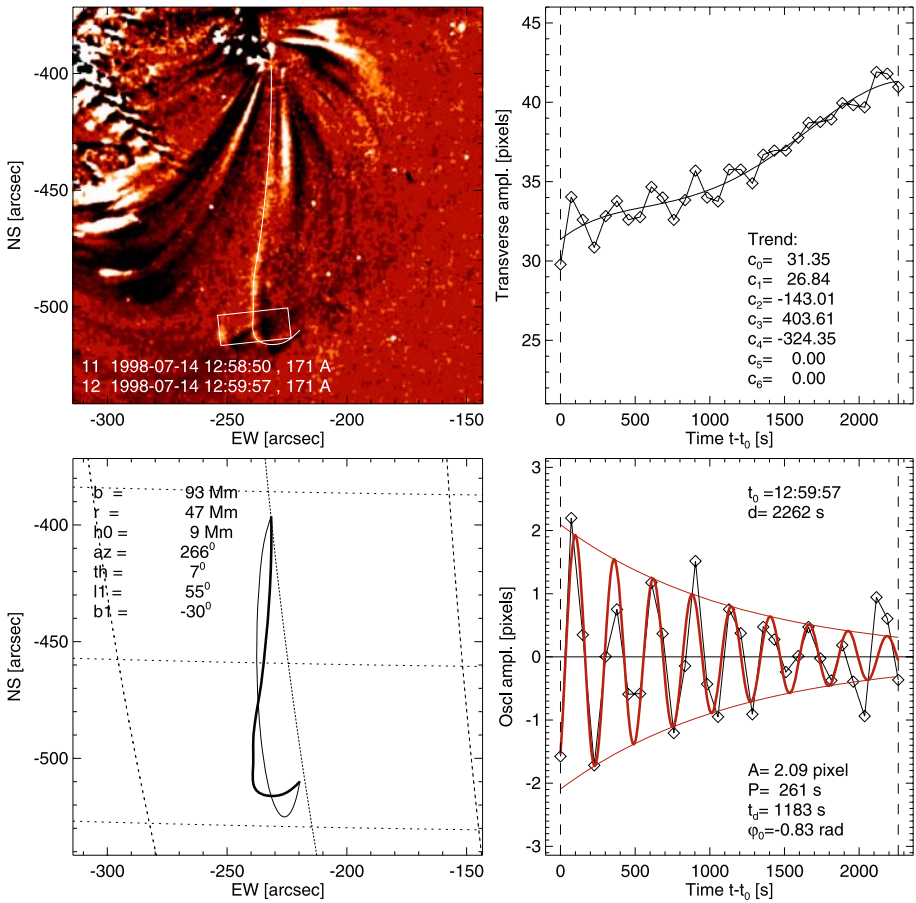 -400
-450
-500
NS [arcsec]
11 1998-07-14 12:58:50 , 171 A
12 1998-07-14 12:59:57 , 171 A
-300 -250 -200 -150
EW [arcsec]
45
40
35
30
25
Transverse ampl. [pixels]
Trend:
c0= 31.35
c1= 26.84
c2= -143.01
c3= 403.61
c4= -324.35
c5= 0.00
c6= 0.00
0 500 1000 1500 2000
Time t-t0 [s]
-400
-450
-500
NS [arcsec]
b = 93 Mm
r = 47 Mm
h0 = 9 Mm
az = 266⁰
th = 7⁰
l1 = 55⁰
b1 = -30⁰
-300 -250 -200 -150
EW [arcsec]
3
2
1
0
-1
-2
-3
Oscl ampl. [pixels]
t0 =12:59:57
d= 2262 s
A= 2.09 pixel
P= 261 s
td= 1183 s
φ0=-0.83 rad
0 500 1000 1500 2000
Time t-t0 [s]